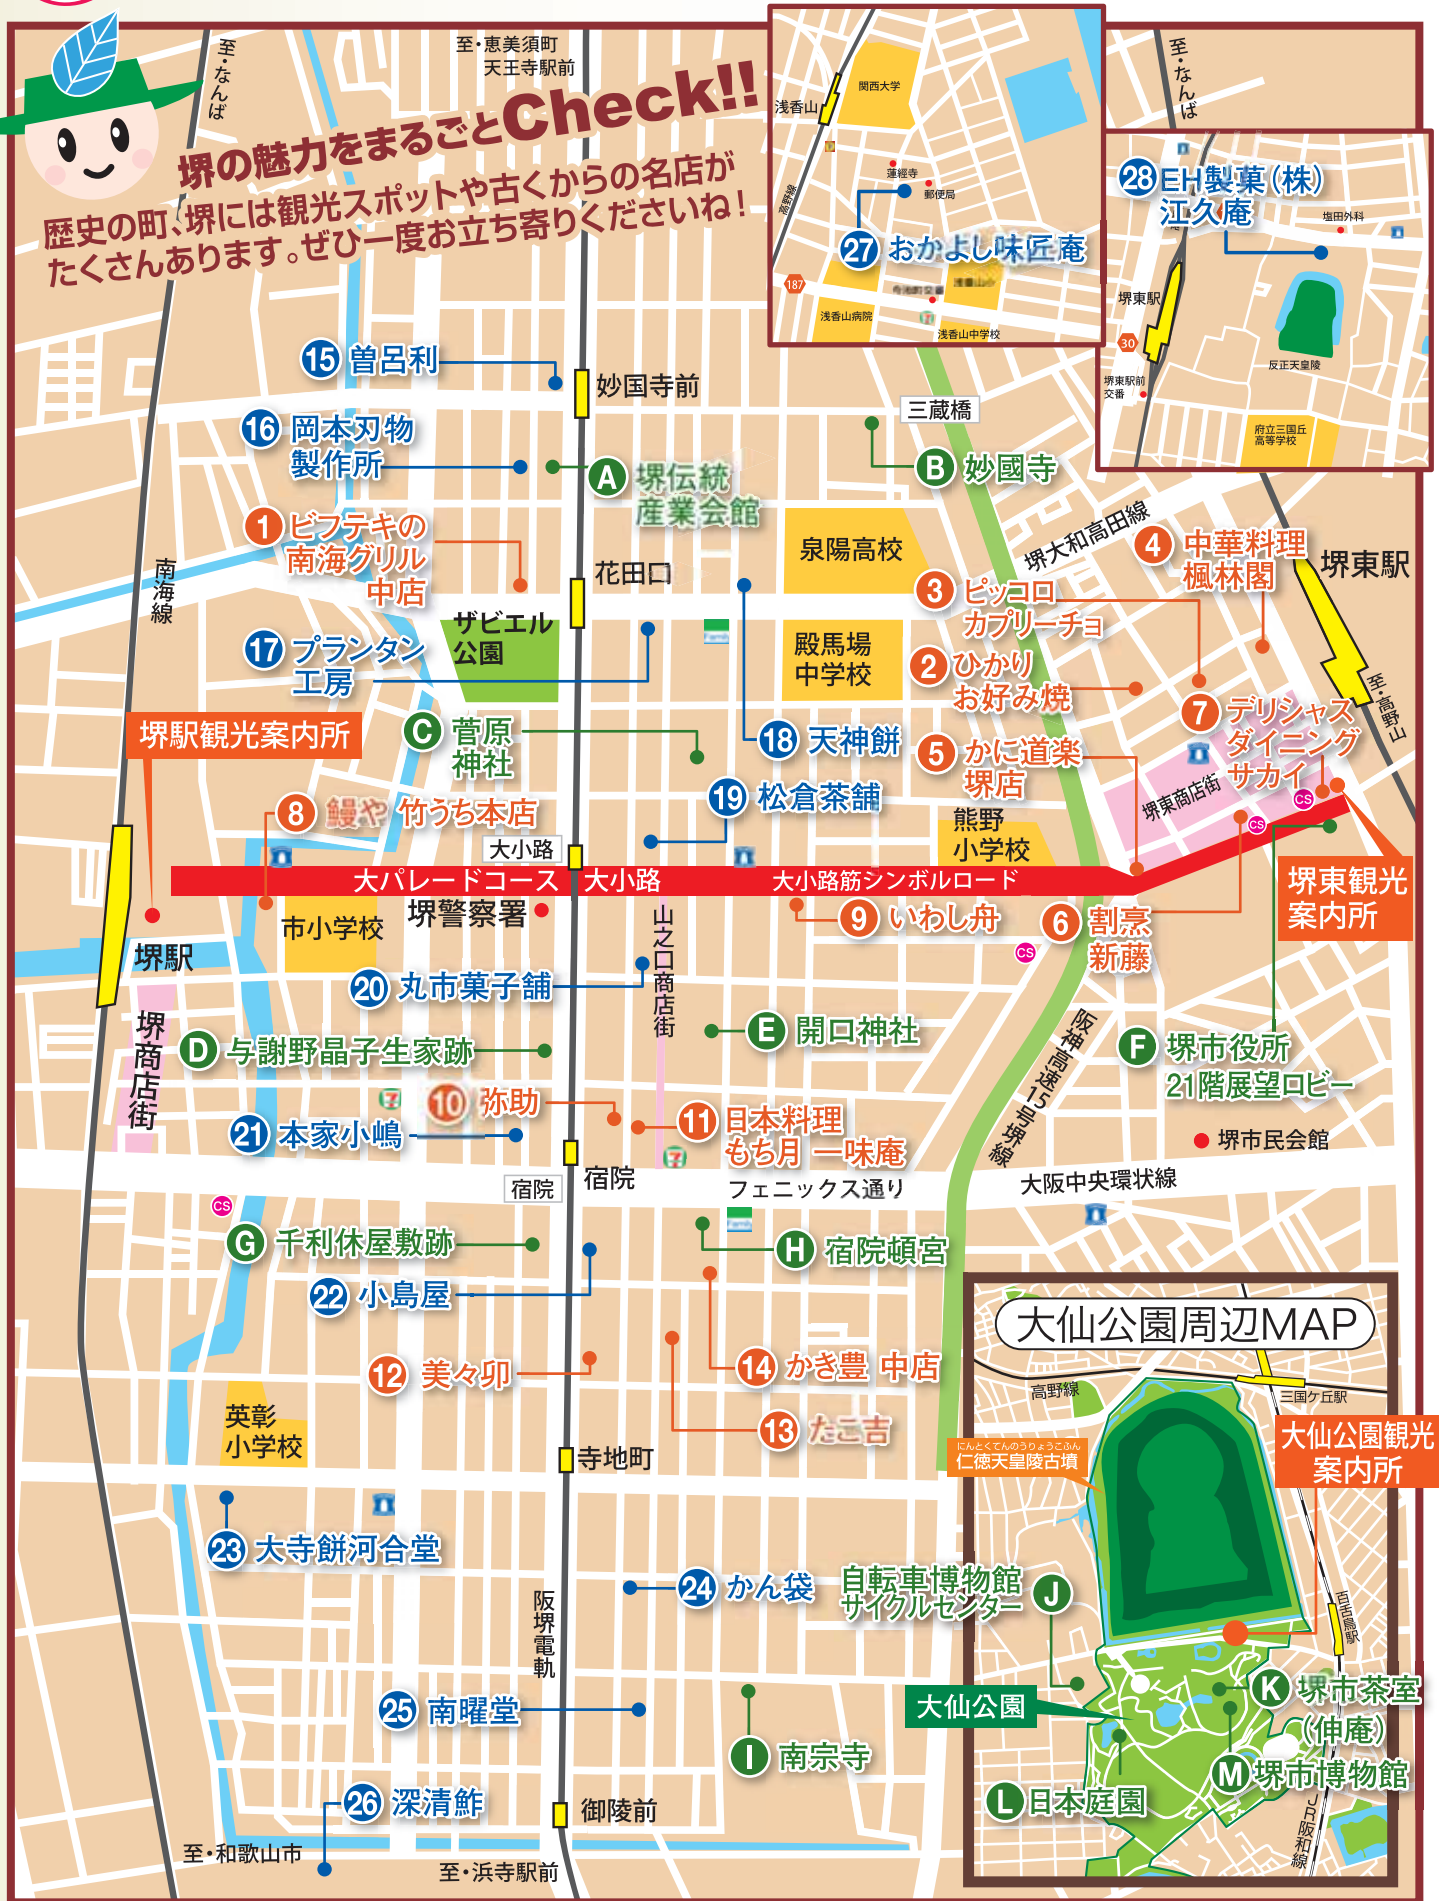 至・なんば
至・恵美須町
天王寺駅前
堺の魅力をまるごとCheck!!
歴史の町、堺には観光スポットや古くからの名店が
たくさんあります。ぜひ一度お立ち寄りくださいね！
関西大学
浅香山
蓮經寺
郵便局
高野線
27 おかよし味匠庵
187
浅香山病院
浅香山中学校
至・なんば
28 EH製菓（株）
江久庵
塩田外科
堺東駅
30
堺東駅前
交番
反正天皇陵
府立三国丘
高等学校
15 曽呂利
妙国寺前
三蔵橋
16 岡本刃物
製作所
A 堺伝統
産業会館
B 妙國寺
1 ビフテキの
南海グリル
中店
泉陽高校
堺大和高田線
4 中華料理
楓林閣
堺東駅
南海線
花田口
3 ピッコロ
カプリーチョ
ザビエル
公園
殿馬場
中学校
17 プランタン
工房
2 ひかり
お好み焼
至・高野山
堺駅観光案内所
C 菅原
神社
18 天神餅
5 かに道楽
堺店
7 デリシャス
ダイニング
サカイ
堺東商店街
CS
CS
19 松倉茶舗
8 鰻や 竹うち本店
大小路
熊野
小学校
大パレードコース
大小路
大小路筋シンボルロード
堺東観光
案内所
市小学校
堺警察署
山之口商店街
9 いわし舟
6 割烹
新藤
CS
堺駅
20 丸市菓子舗
堺商店街
D 与謝野晶子生家跡
E 開口神社
阪神高速15号堺線
F 堺市役所
21階展望ロビー
10 弥助
21 本家小嶋
11 日本料理
もち月 一味庵
堺市民会館
宿院
宿院
フェニックス通り
大阪中央環状線
CS
G 千利休屋敷跡
H 宿院頓宮
22 小島屋
大仙公園周辺MAP
12 美々卯
14 かき豊 中店
高野線
三国ケ丘駅
英彰
小学校
13 たこ吉
にんとくてんのうりょうこふん
仁徳天皇陵古墳
大仙公園観光
案内所
寺地町
23 大寺餅河合堂
阪堺電軌
24 かん袋
自転車博物館
サイクルセンター
J
百舌鳥駅
25 南曜堂
大仙公園
K 堺市茶室
（伸庵）
I 南宗寺
M 堺市博物館
26 深清鮓
御陵前
L 日本庭園
JR阪和線
至・和歌山市
至・浜寺駅前